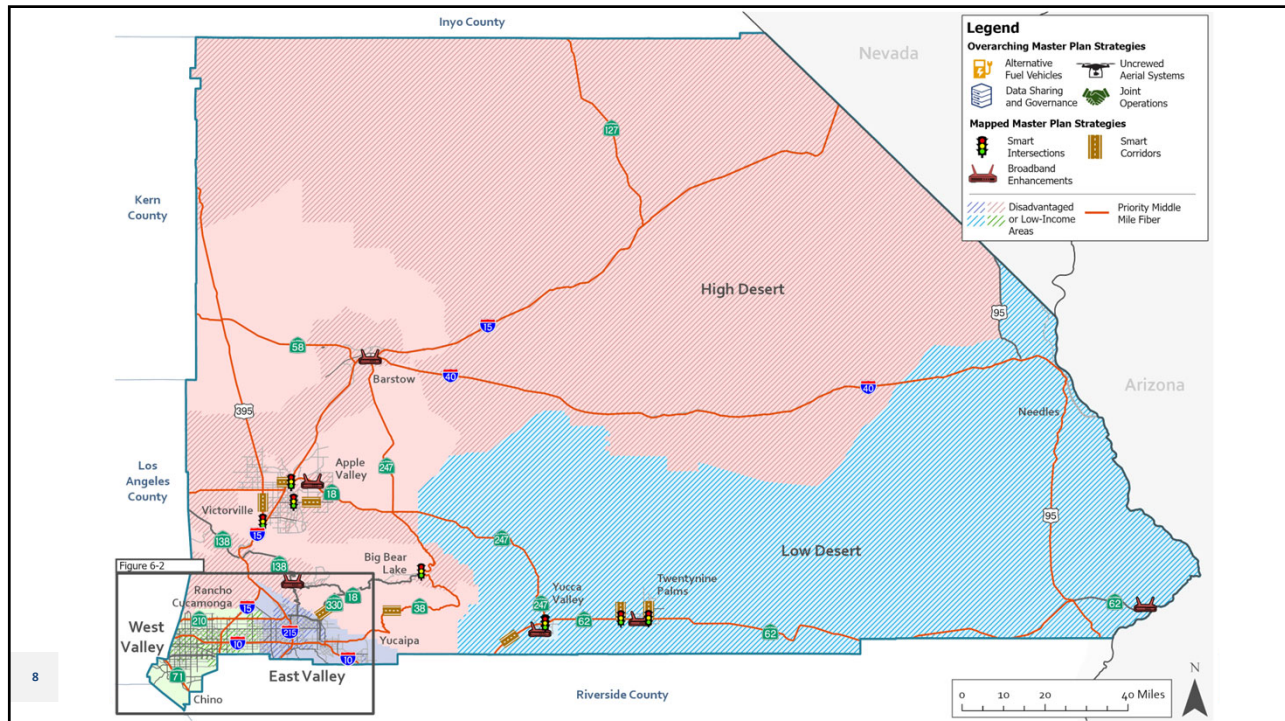 Inyo County
Nevada
Legend
Overarching Master Plan Strategies
Alternative
Fuel Vehicles
Uncrewed
Aerial Systems
Data Sharing
and Governance
Joint
Operations
Mapped Master Plan Strategies
Smart
Intersections
Smart
Corridors
Broadband
Enhancements
Disadvantaged
or Low-Income
Areas
Priority Middle
Mile Fiber
127
Kern
County
High Desert
95
15
58
Barstow
40
40
Arizona
395
Needles
Los
Angeles
County
Apple
Valley
247
18
Victorville
15
95
138
247
Low Desert
Figure 6-2
138
Big Bear
Lake
Rancho
Cucamonga
15
18
330
38
Yucca
Valley
Twentynine
Palms
247
62
62
62
210
215
West
Valley
10
Yucaipa
10
71
East Valley
Chino
Riverside County
8
N
0 10 20 40 Miles